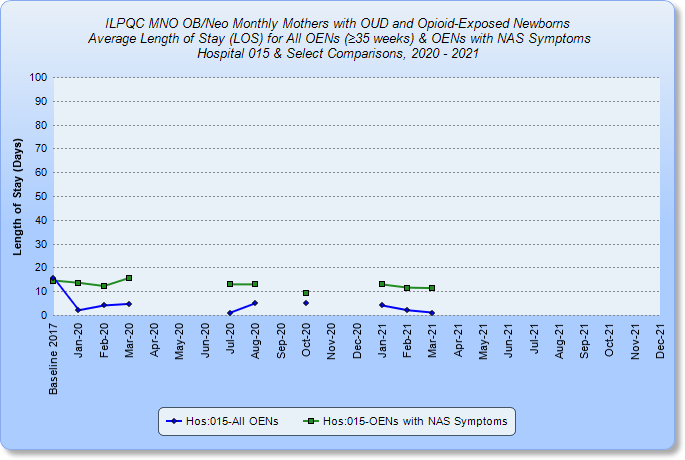 ILPQC MNO OB/Neo Monthly Mothers with OUD and Opioid-Exposed Newborns
Average Length of Stay (LOS) for All OENs (≥35 weeks) & OENs with NAS Symptoms
Hospital 015 & Select Comparisons, 2020 - 2021
Length of Stay (Days)
100
90
80
70
60
50
40
30
20
10
0
Baseline 2017
Jan-20
Feb-20
Mar-20
Apr-20
May-20
Jun-20
Jul-20
Aug-20
Sep-20
Oct-20
Nov-20
Dec-20
Jan-21
Feb-21
Mar-21
Apr-21
May-21
Jun-21
Jul-21
Aug-21
Sep-21
Oct-21
Nov-21
Dec-21
Hos:015-All OENs
Hos:015-OENs with NAS Symptoms